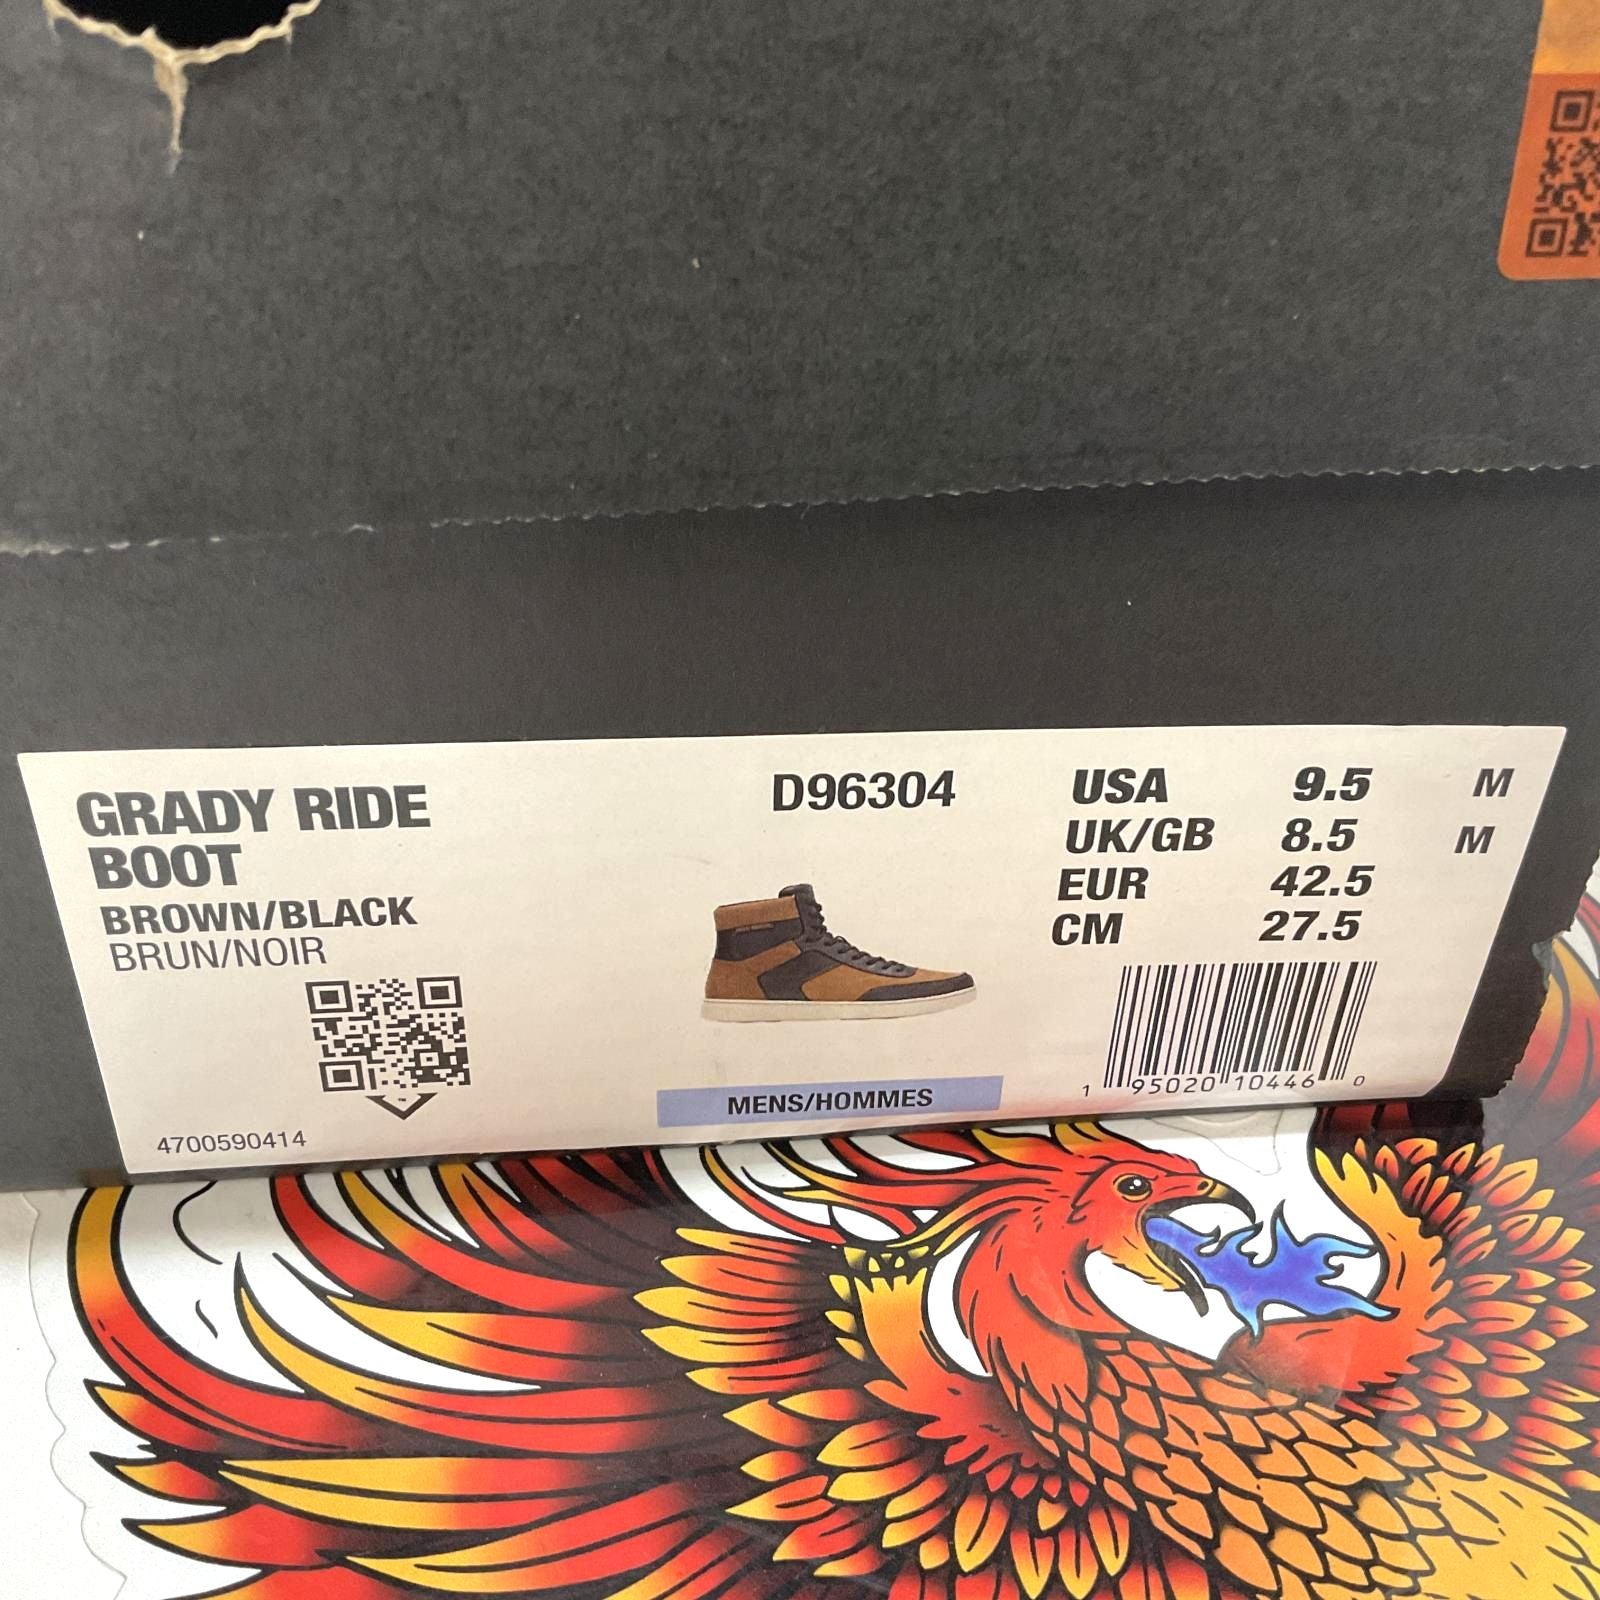 GRADY RIDE
BOOT
BROWN/BLACK
BRUN/NOIR
4700590414
D96304
MENS/HOMMES
USA 9.5 M
UK/GB 8.5 M
EUR 42.5
CM 27.5
1 95020 10446 0